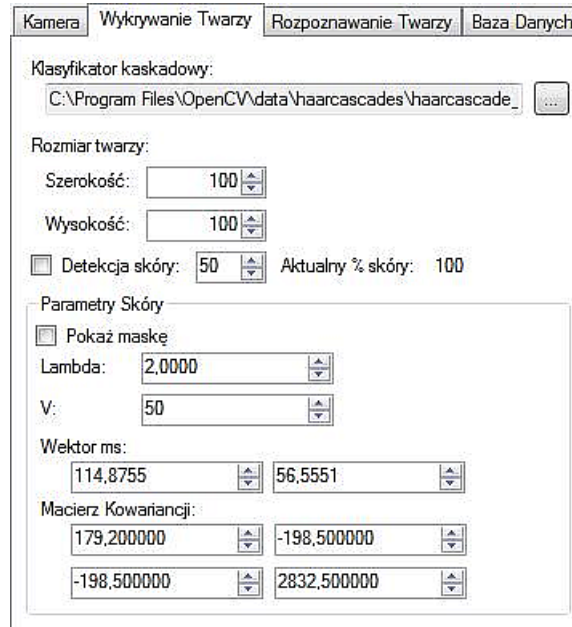 Kamera Wykrywanie Twarzy Rozpoznawanie Twarzy Baza Danych
Klasyfikator kaskadowy:
C:\Program Files\OpenCV\data\haarcascades\haarcascade_ ...
Rozmiar twarzy:
Szerokość: 100
Wysokość: 100
Detekcja skóry: 50 Aktualny % skóry: 100
Parametry Skóry
Pokaż maskę
Lambda: 2,0000
V: 50
Wektor ms:
114,8755 56,5551
Macierz Kowariancji:
179,200000 -198,500000
-198,500000 2832,500000